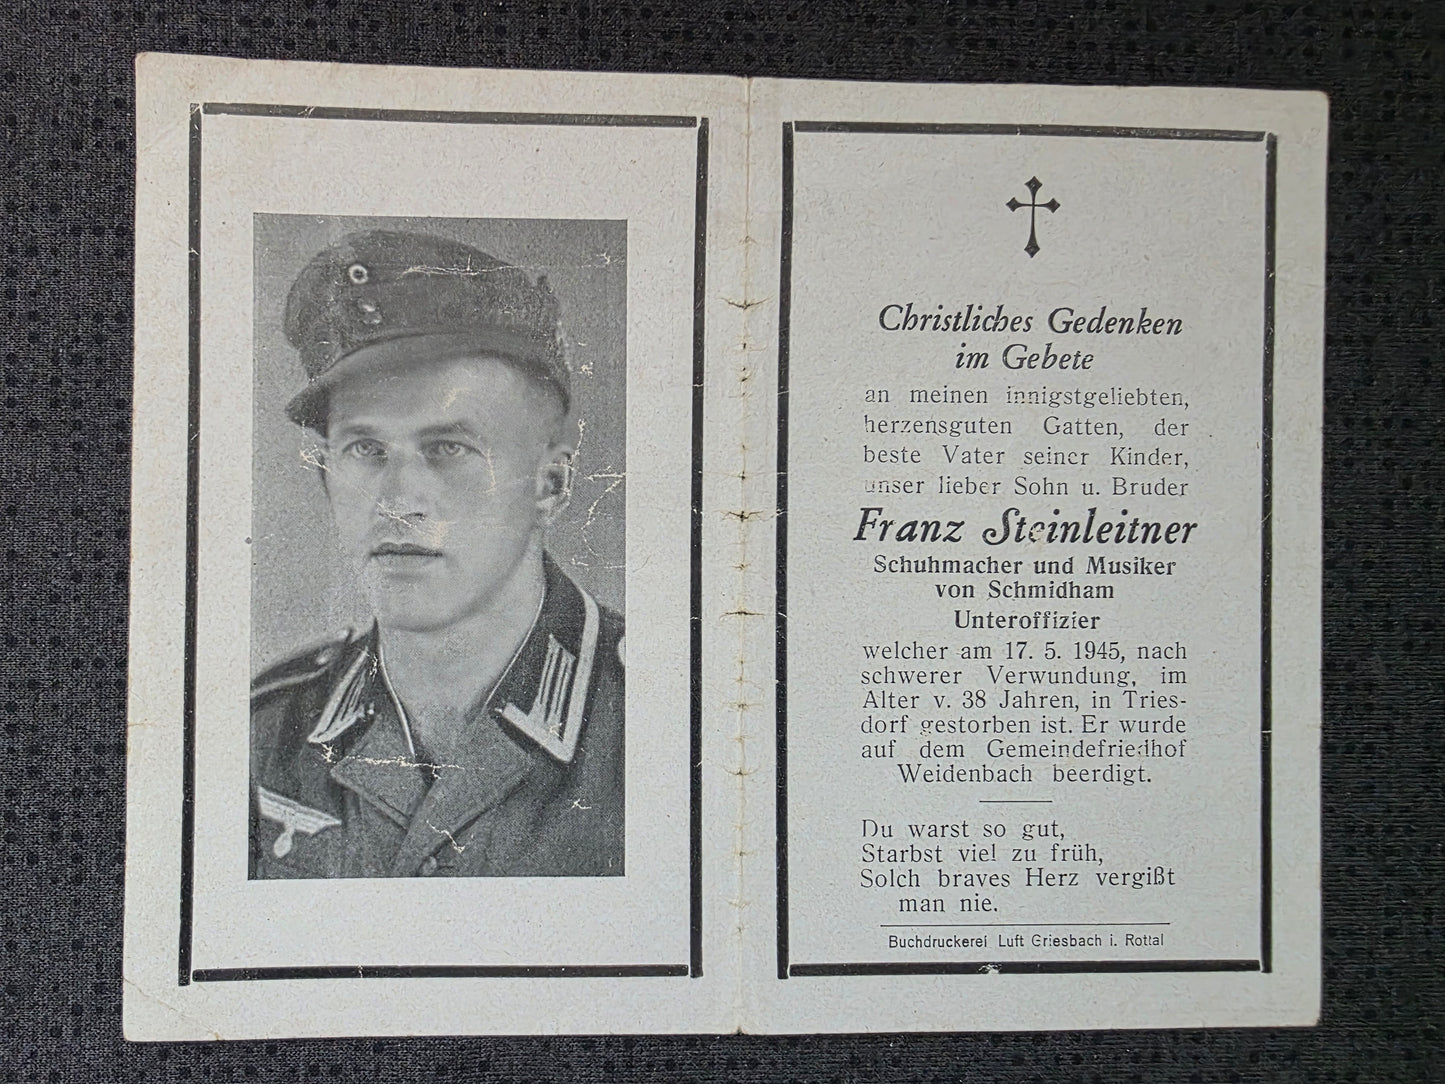 Christliches Gedenken
im Gebete
an meinen innigstgeliebten,
herzensguten Gatten, der
beste Vater seiner Kinder,
unser lieber Sohn u. Bruder
Franz Steinleitner
Schuhmacher und Musiker
von Schmidham
Unteroffizier
welcher am 17. 5. 1945, nach
schwerer Verwundung, im
Alter v. 38 Jahren, in Tries-
dorf gestorben ist. Er wurde
auf dem Gemeindefriedhof
Weidenbach beerdigt.
Du warst so gut,
Starbst viel zu früh,
Solch braves Herz vergißt
man nie.
Buchdruckerei Luft Griesbach i. Rottal